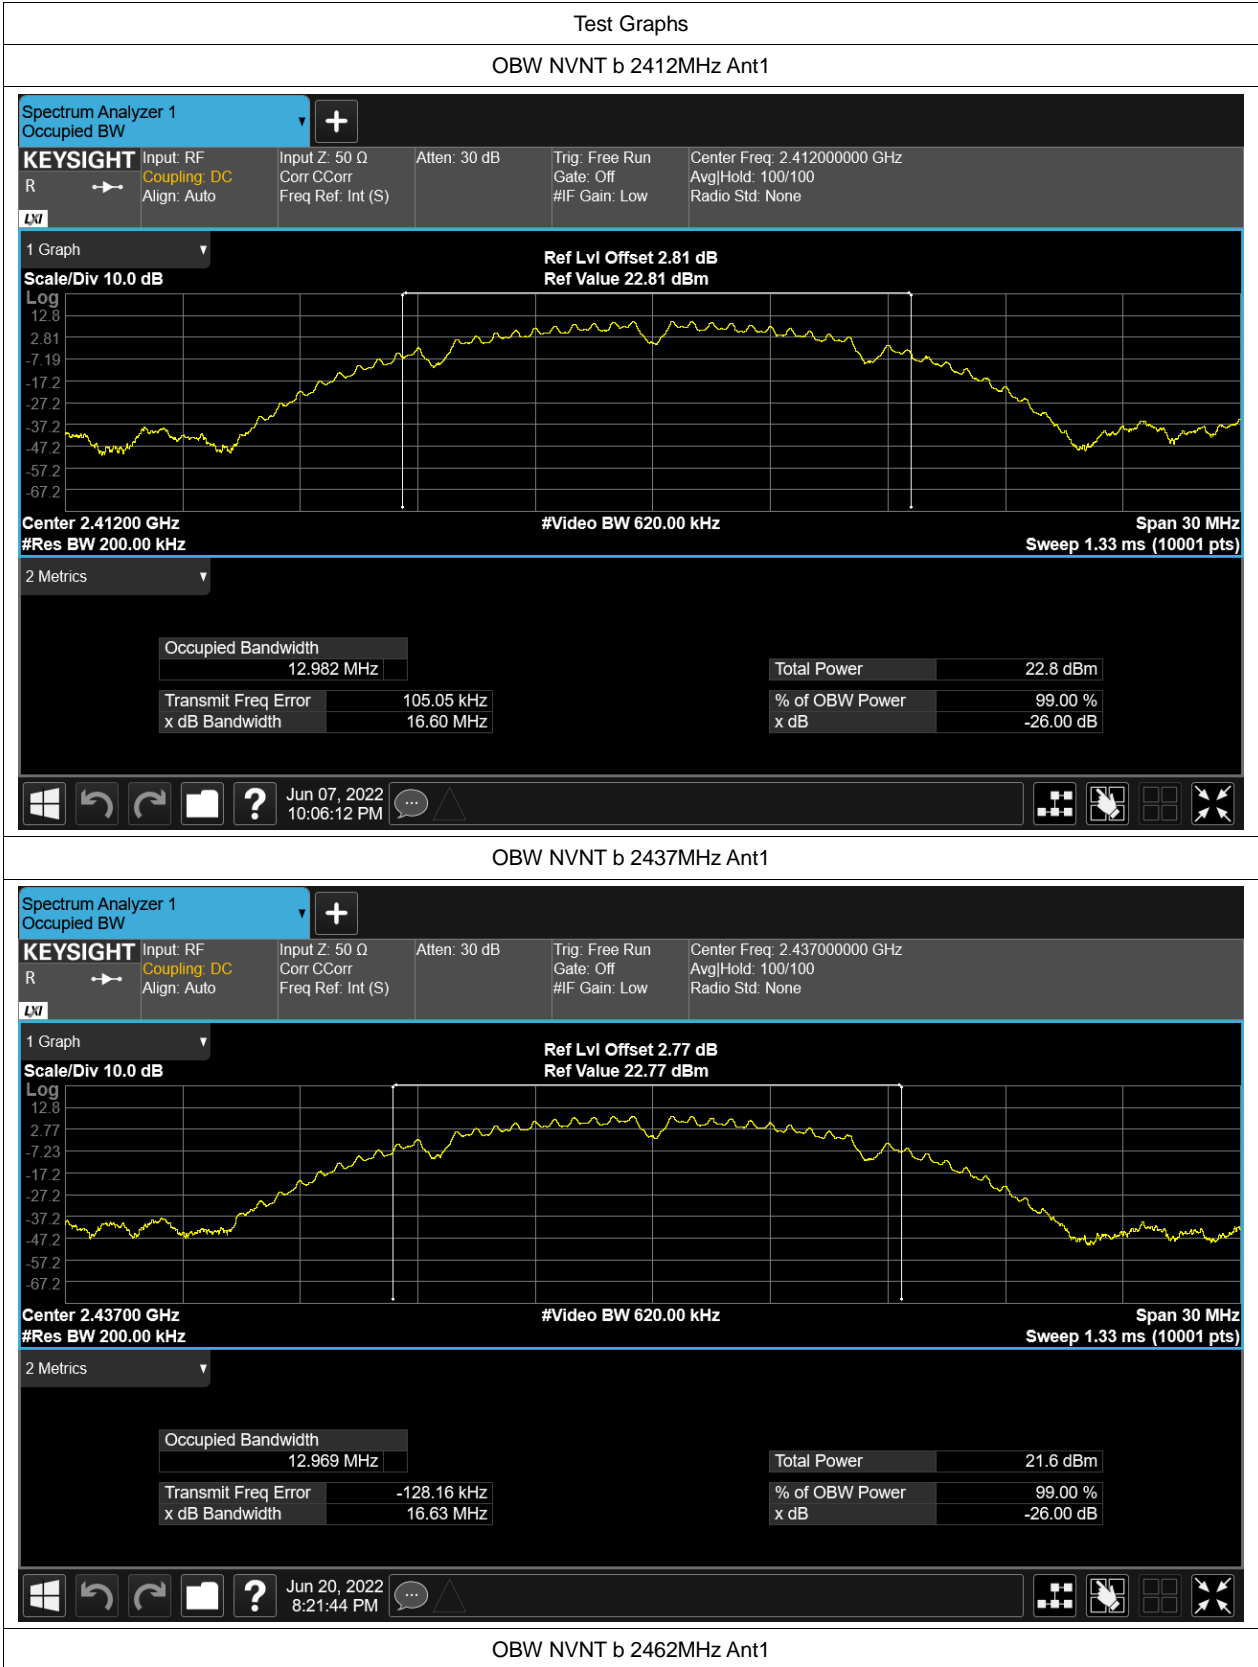 Test Graphs
OBW NVNT b 2412MHz Ant1
Spectrum Analyzer 1
Occupied BW
KEYSIGHT Input: RF Input Z: 50 Ω Atten: 30 dB Trig: Free Run Center Freq: 2.412000000 GHz
R Coupling: DC Corr CCorr Gate: Off Avg|Hold: 100/100
Align: Auto Freq Ref: Int (S) #IF Gain: Low Radio Std: None
LXI
1 Graph
Ref Lvl Offset 2.81 dB
Scale/Div 10.0 dB Ref Value 22.81 dBm
Log
12.8
2.81
-7.19
-17.2
-27.2
-37.2
-47.2
-57.2
-67.2
Center 2.41200 GHz #Video BW 620.00 kHz Span 30 MHz
#Res BW 200.00 kHz Sweep 1.33 ms (10001 pts)
2 Metrics
Occupied Bandwidth
12.982 MHz Total Power 22.8 dBm
Transmit Freq Error 105.05 kHz % of OBW Power 99.00 %
x dB Bandwidth 16.60 MHz x dB -26.00 dB
? Jun 07, 2022
10:06:12 PM
OBW NVNT b 2437MHz Ant1
Spectrum Analyzer 1
Occupied BW
KEYSIGHT Input: RF Input Z: 50 Ω Atten: 30 dB Trig: Free Run Center Freq: 2.437000000 GHz
R Coupling: DC Corr CCorr Gate: Off Avg|Hold: 100/100
Align: Auto Freq Ref: Int (S) #IF Gain: Low Radio Std: None
LXI
1 Graph
Ref Lvl Offset 2.77 dB
Scale/Div 10.0 dB Ref Value 22.77 dBm
Log
12.8
2.77
-7.23
-17.2
-27.2
-37.2
-47.2
-57.2
-67.2
Center 2.43700 GHz #Video BW 620.00 kHz Span 30 MHz
#Res BW 200.00 kHz Sweep 1.33 ms (10001 pts)
2 Metrics
Occupied Bandwidth
12.969 MHz Total Power 21.6 dBm
Transmit Freq Error -128.16 kHz % of OBW Power 99.00 %
x dB Bandwidth 16.63 MHz x dB -26.00 dB
? Jun 20, 2022
8:21:44 PM
OBW NVNT b 2462MHz Ant1